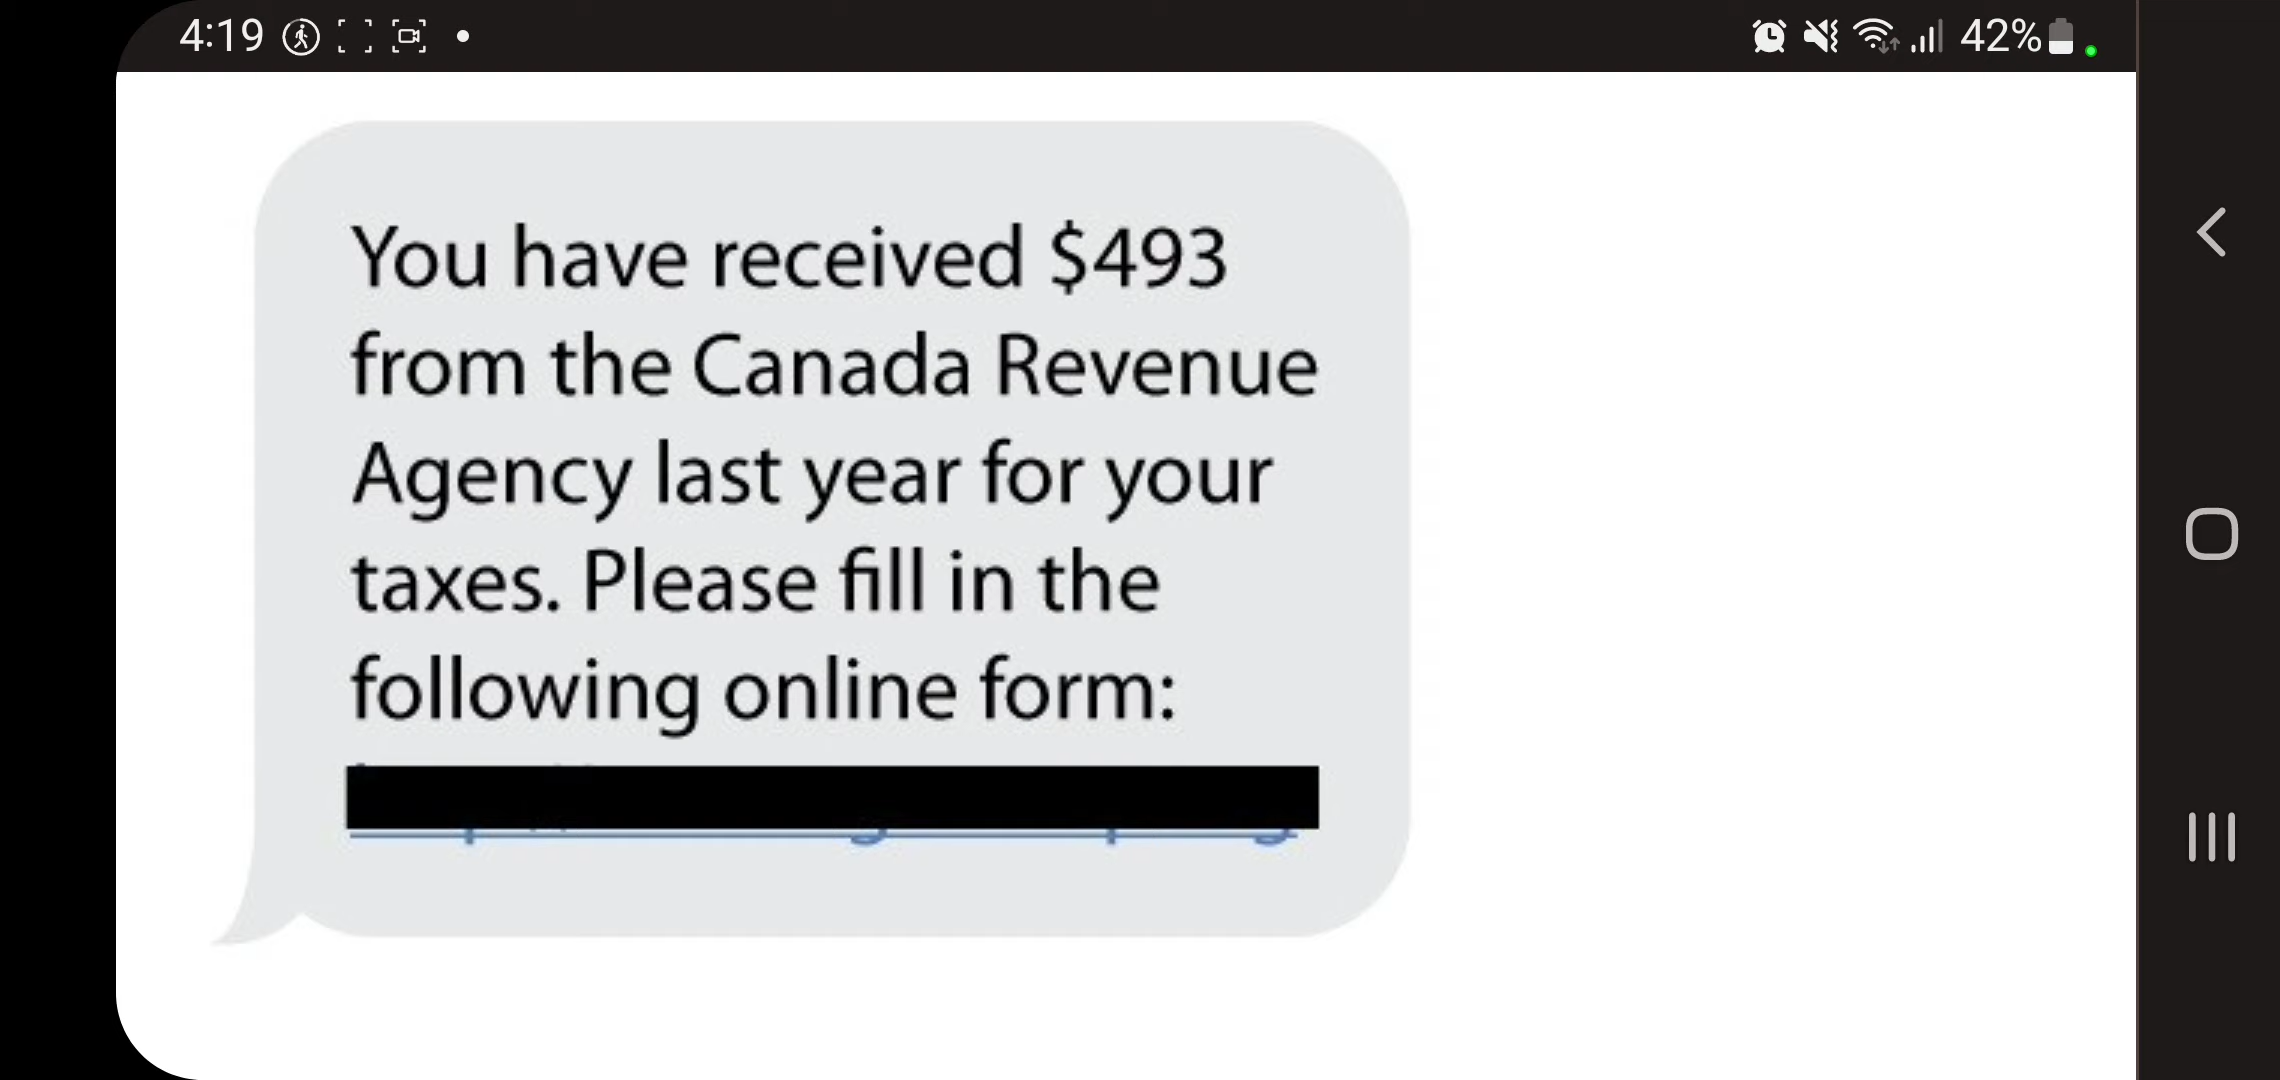 4:19 42%
You have received $493
from the Canada Revenue
Agency last year for your
taxes. Please fill in the
following online form: